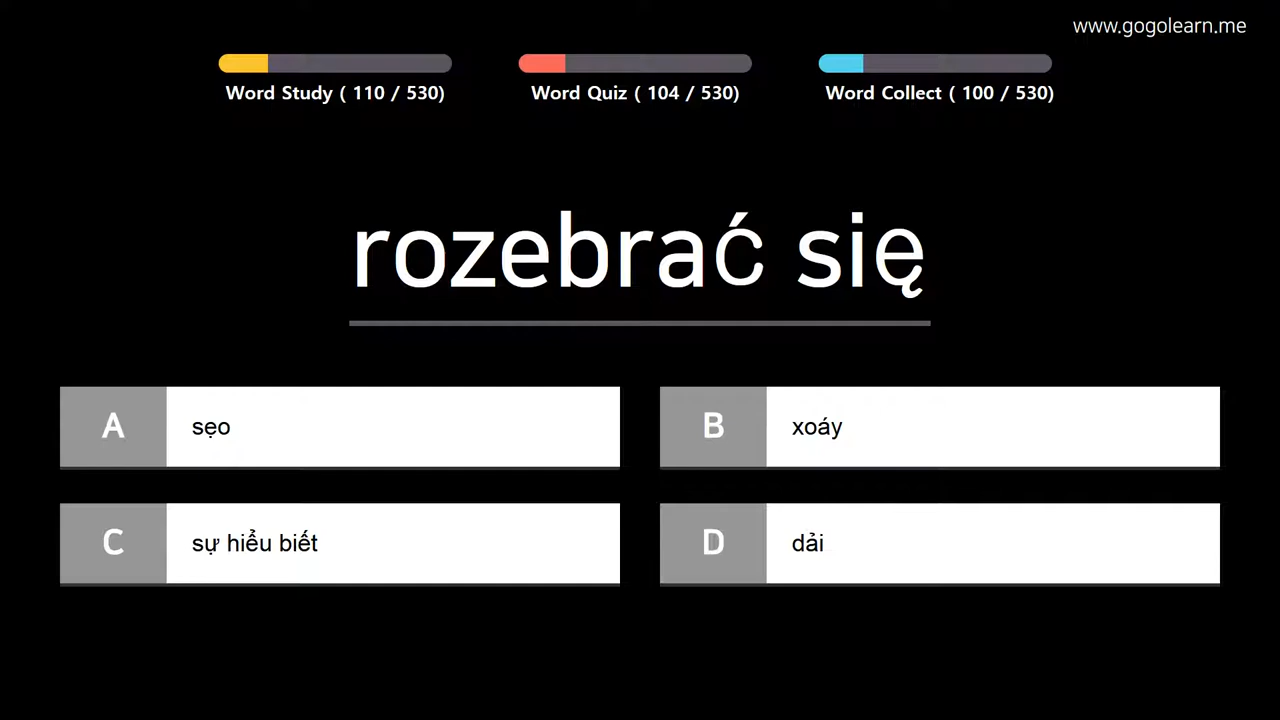 www.gogolearn.me
Word Study ( 110 / 530)
Word Quiz ( 104 / 530)
Word Collect ( 100 / 530)
rozebrać się
A sẹo
B xoáy
C sự hiểu biết
D dải